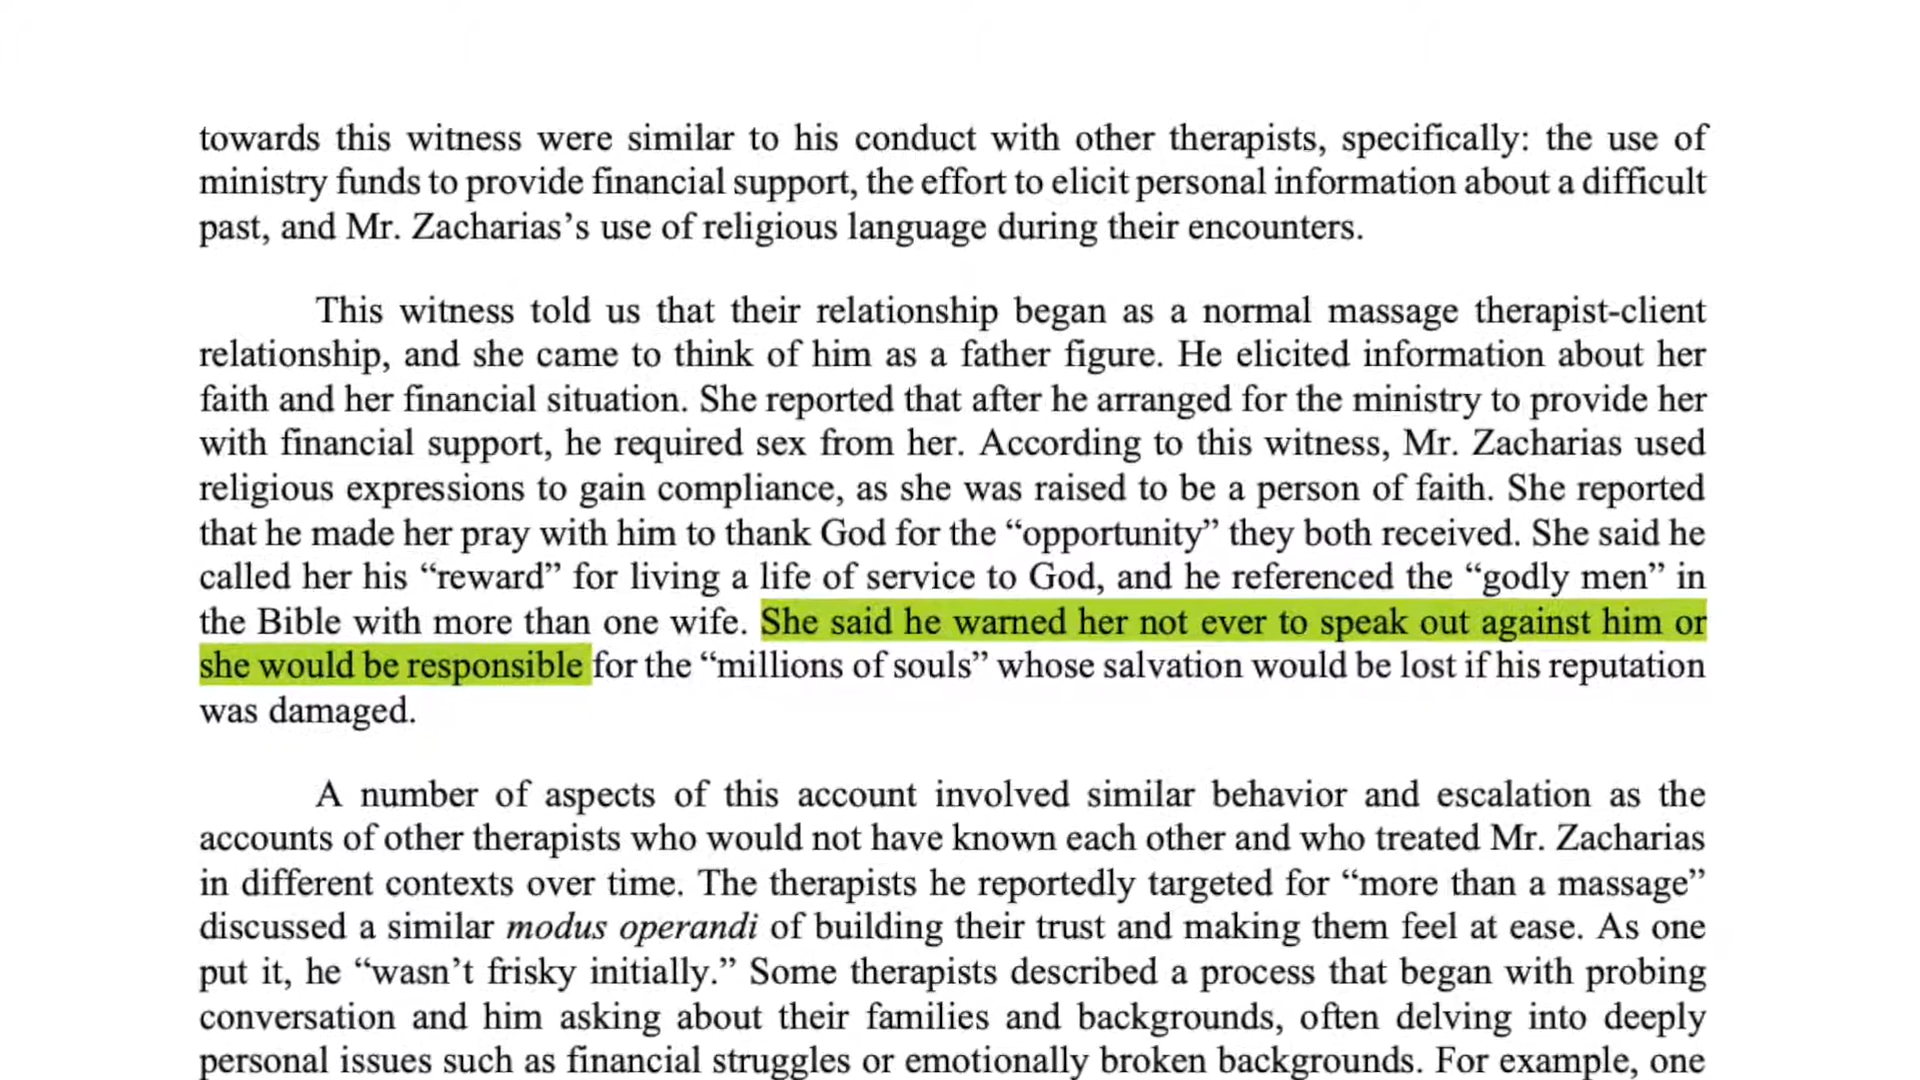 towards this witness were similar to his conduct with other therapists, specifically: the use of
ministry funds to provide financial support, the effort to elicit personal information about a difficult
past, and Mr. Zacharias’s use of religious language during their encounters.
This witness told us that their relationship began as a normal massage therapist-client
relationship, and she came to think of him as a father figure. He elicited information about her
faith and her financial situation. She reported that after he arranged for the ministry to provide her
with financial support, he required sex from her. According to this witness, Mr. Zacharias used
religious expressions to gain compliance, as she was raised to be a person of faith. She reported
that he made her pray with him to thank God for the “opportunity” they both received. She said he
called her his “reward” for living a life of service to God, and he referenced the “godly men” in
the Bible with more than one wife. She said he warned her not ever to speak out against him or
she would be responsible for the “millions of souls” whose salvation would be lost if his reputation
was damaged.
A number of aspects of this account involved similar behavior and escalation as the
accounts of other therapists who would not have known each other and who treated Mr. Zacharias
in different contexts over time. The therapists he reportedly targeted for “more than a massage”
discussed a similar modus operandi of building their trust and making them feel at ease. As one
put it, he “wasn’t frisky initially.” Some therapists described a process that began with probing
conversation and him asking about their families and backgrounds, often delving into deeply
personal issues such as financial struggles or emotionally broken backgrounds. For example, one